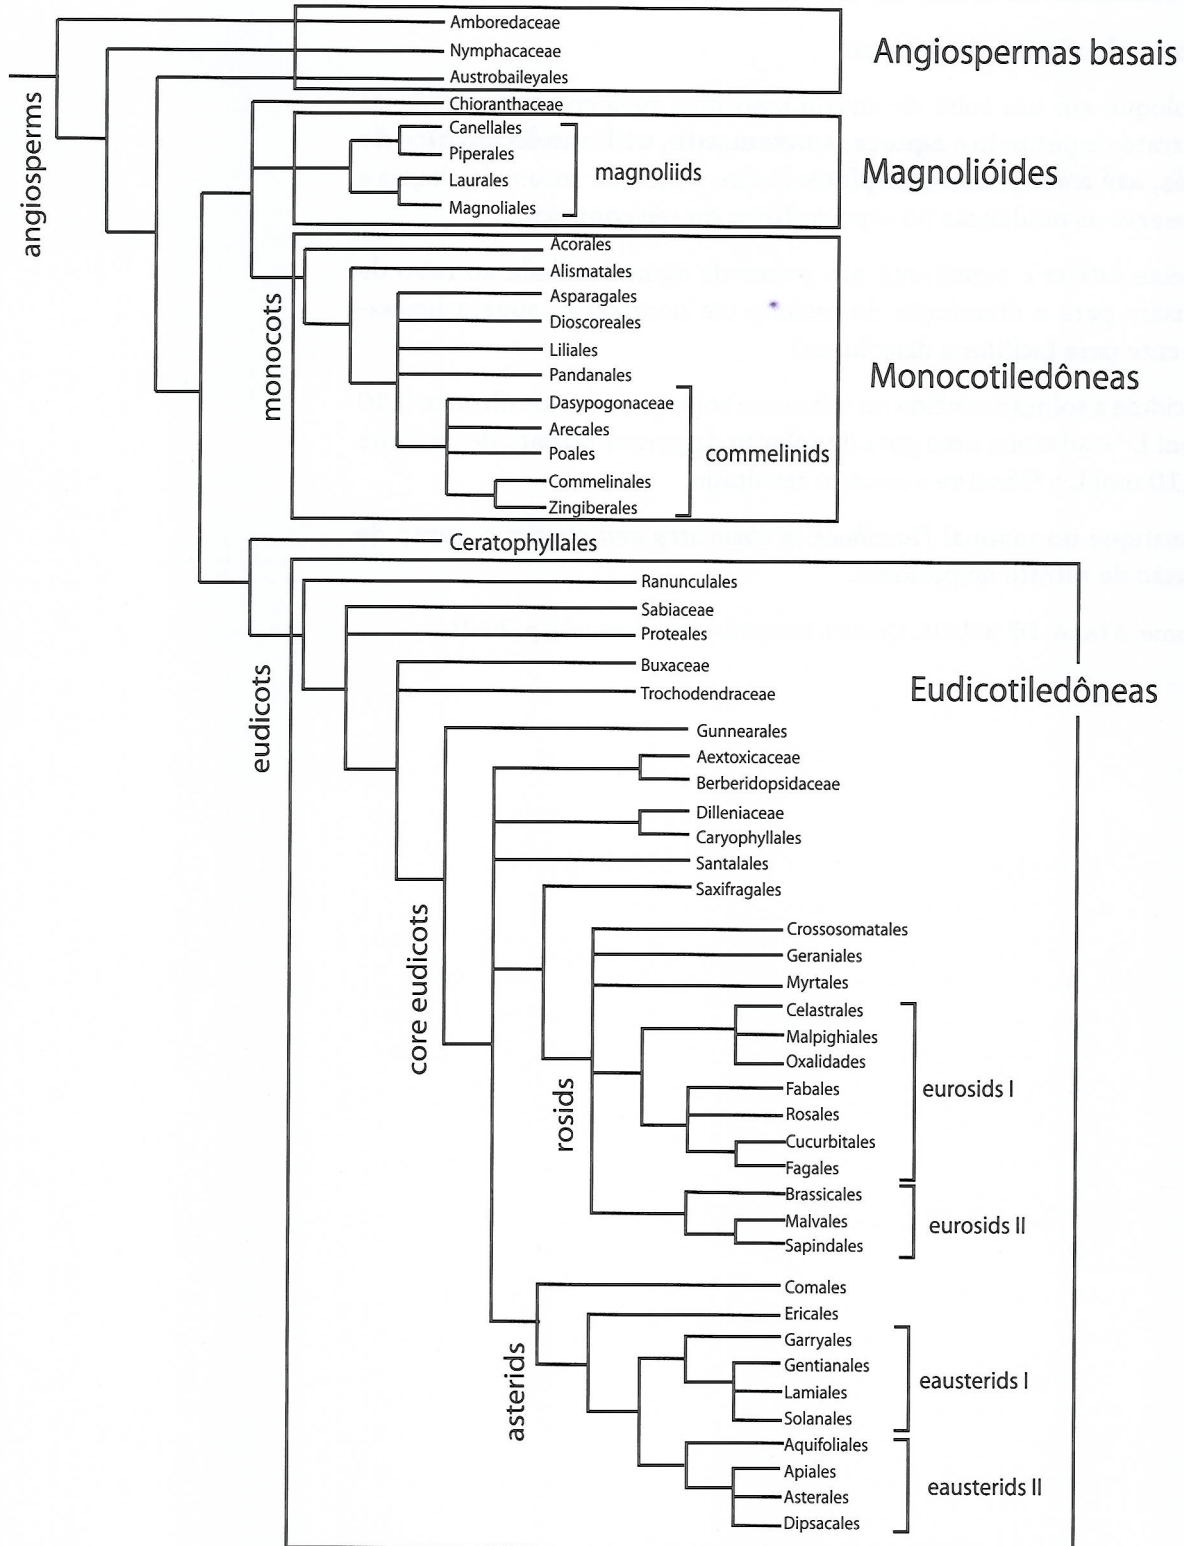 Amboredaceae
Nymphacaceae
Austrobaileyales
Angiospermas basais
angiosperms
Chioranthaceae
Canellales
Piperales
Laurales
Magnoliales
magnoliids
Magnolióides
monocots
Acorales
Alismatales
Asparagales
Dioscoreales
Liliales
Pandanales
Dasypogonaceae
Arecales
Poales
Commelinales
Zingiberales
commelinids
Monocotiledôneas
Ceratophyllales
eudicots
Ranunculales
Sabiaceae
Proteales
Buxaceae
Trochodendraceae
Eudicotiledôneas
core eudicots
Gunnearales
Aextoxicaceae
Berberidopsidaceae
Dilleniaceae
Caryophyllales
Santalales
Saxifragales
rosids
Crossosomatales
Geraniales
Myrtales
Celastrales
Malpighiales
Oxalidades
Fabales
Rosales
Cucurbitales
Fagales
eurosids I
Brassicales
Malvales
Sapindales
eurosids II
asterids
Comales
Ericales
Garryales
Gentianales
Lamiales
Solanales
eausterids I
Aquifoliales
Apiales
Asterales
Dipsacales
eausterids II